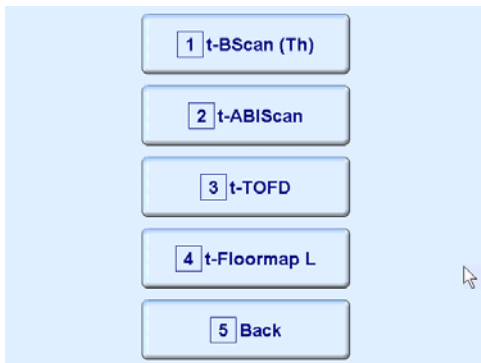 1 t-BScan (Th)
2 t-ABIScan
3 t-TOFD
4 t-Floormap L
5 Back